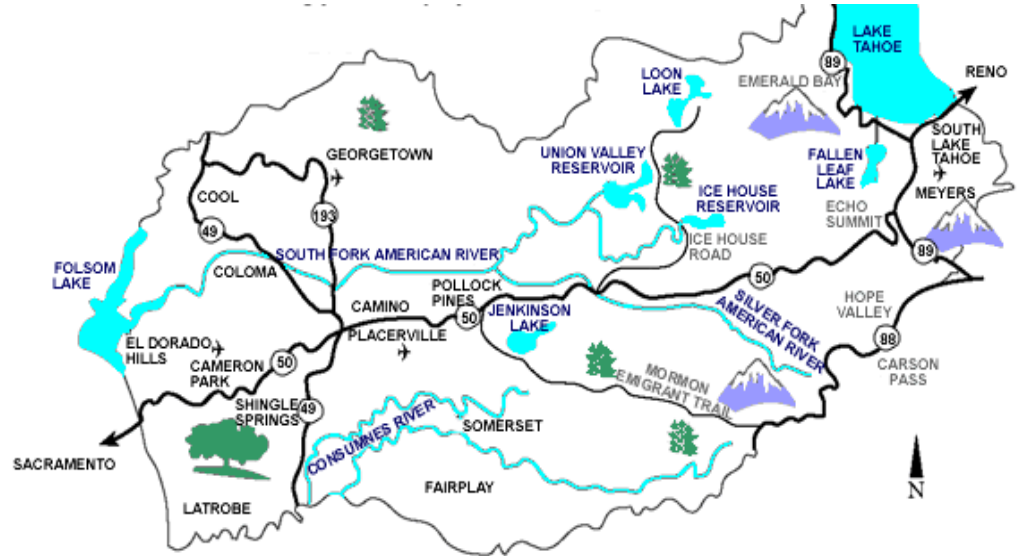 LAKE
TAHOE
89
RENO
LOON
LAKE
EMERALD BAY
SOUTH
LAKE
TAHOE
GEORGETOWN
UNION VALLEY
RESERVOIR
FALLEN
LEAF
LAKE
MEYERS
COOL
193
ICE HOUSE
RESERVOIR
ECHO
SUMMIT
49
ICE HOUSE
ROAD
89
SOUTH FORK AMERICAN RIVER
FOLSOM
LAKE
COLOMA
50
POLLOCK
PINES
SILVER FORK
AMERICAN RIVER
HOPE
VALLEY
CAMINO
50
JENKINSON
LAKE
PLACERVILLE
EL DORADO
HILLS
88
CARSON
PASS
CAMERON
PARK
50
MORMON
EMIGRANT TRAIL
SHINGLE
SPRINGS
49
CONSUMNES RIVER
SOMERSET
SACRAMENTO
FAIRPLAY
LATROBE
N